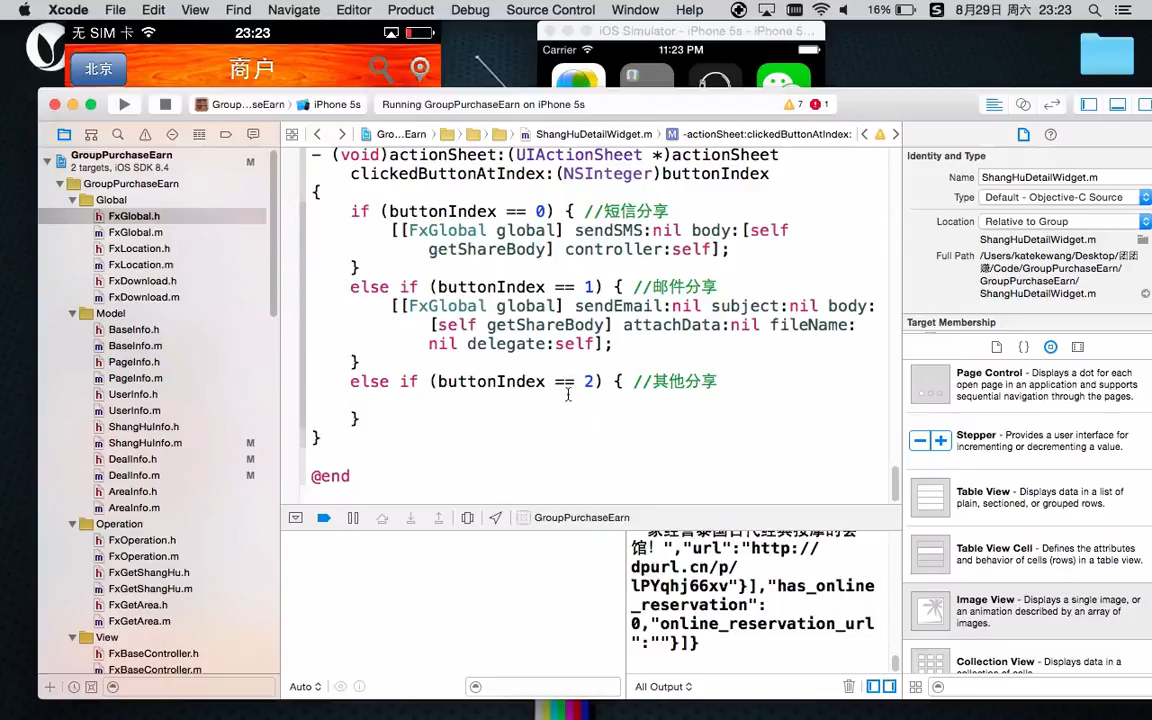 Xcode File Edit View Find Navigate Editor Product Debug Source Control Window Help 16% S 8月29日 周六 23:23
无 SIM 卡 23:23
北京 商户
iOS Simulator - iPhone 5s - iPhone 5...
Carrier 11:23 PM
Group...seEarn iPhone 5s Running GroupPurchaseEarn on iPhone 5s 7 1
Gro...Earn ShangHuDetailWidget.m M -actionSheet:clickedButtonAtIndex:
GroupPurchaseEarn M
2 targets, iOS SDK 8.4
GroupPurchaseEarn
Global
h FxGlobal.h
m FxGlobal.m
h FxLocation.h
m FxLocation.m
h FxDownload.h
m FxDownload.m
Model
h BaseInfo.h
m BaseInfo.m
h PageInfo.h
m PageInfo.m
h UserInfo.h
m UserInfo.m
h ShangHuInfo.h
m ShangHuInfo.m M
h DealInfo.h M
m DealInfo.m M
h AreaInfo.h
m AreaInfo.m
Operation
h FxOperation.h
m FxOperation.m
h FxGetShangHu.h
m FxGetShangHu.m
h FxGetArea.h
m FxGetArea.m
View
h FxBaseController.h
m FxBaseController.m
- (void)actionSheet:(UIActionSheet *)actionSheet
clickedButtonAtIndex:(NSInteger)buttonIndex
{
if (buttonIndex == 0) { //短信分享
[[FxGlobal global] sendSMS:nil body:[self
getShareBody] controller:self];
}
else if (buttonIndex == 1) { //邮件分享
[[FxGlobal global] sendEmail:nil subject:nil body:
[self getShareBody] attachData:nil fileName:
nil delegate:self];
}
else if (buttonIndex == 2) { //其他分享
}
}
@end
GroupPurchaseEarn
馆！","url":"http://
dpurl.cn/p/
lPYqhj66xv"}],"has_online
_reservation":
0,"online_reservation_url
":""}]}
Auto
All Output
Identity and Type
Name ShangHuDetailWidget.m
Type Default - Objective-C Source
Location Relative to Group
ShangHuDetailWidget.m
Full Path /Users/katekewang/Desktop/团团
赚/Code/GroupPurchaseEarn/
GroupPurchaseEarn/
ShangHuDetailWidget.m
Target Membership
Page Control - Displays a dot for each
open page in an application and supports
sequential navigation through the pages.
Stepper - Provides a user interface for
incrementing or decrementing a value.
Table View - Displays data in a list of
plain, sectioned, or grouped rows.
Table View Cell - Defines the attributes
and behavior of cells (rows) in a table view.
Image View - Displays a single image, or
an animation described by an array of
images.
Collection View - Displays data in a